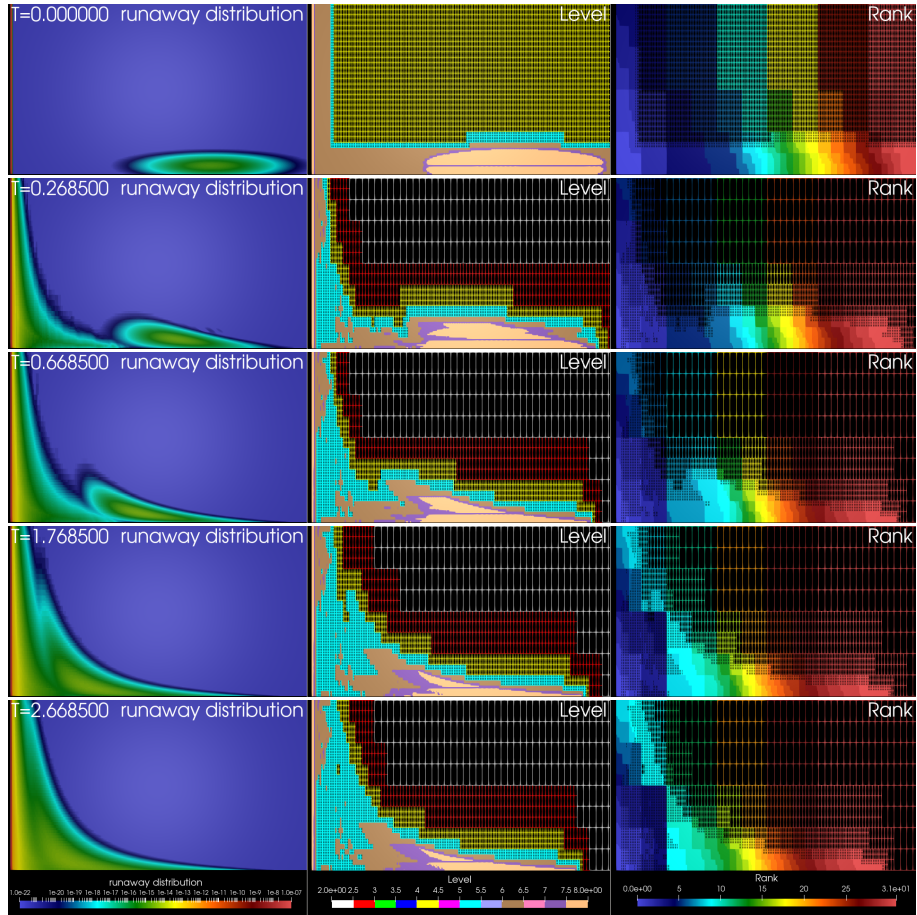 T=0.000000 runaway distribution
Level
Rank
T=0.268500 runaway distribution
Level
Rank
T=0.668500 runaway distribution
Level
Rank
T=1.768500 runaway distribution
Level
Rank
T=2.668500 runaway distribution
Level
Rank
runaway distribution
1.0e-22 1e-20 1e-19 1e-18 1e-17 1e-16 1e-15 1e-14 1e-13 1e-12 1e-11 1e-10 1e-9 1e-8 1.0e-07
Level
2.0e+00 2.5 3 3.5 4 4.5 5 5.5 6 6.5 7 7.5 8.0e+00
Rank
0.0e+00 5 10 15 20 25 3.1e+01